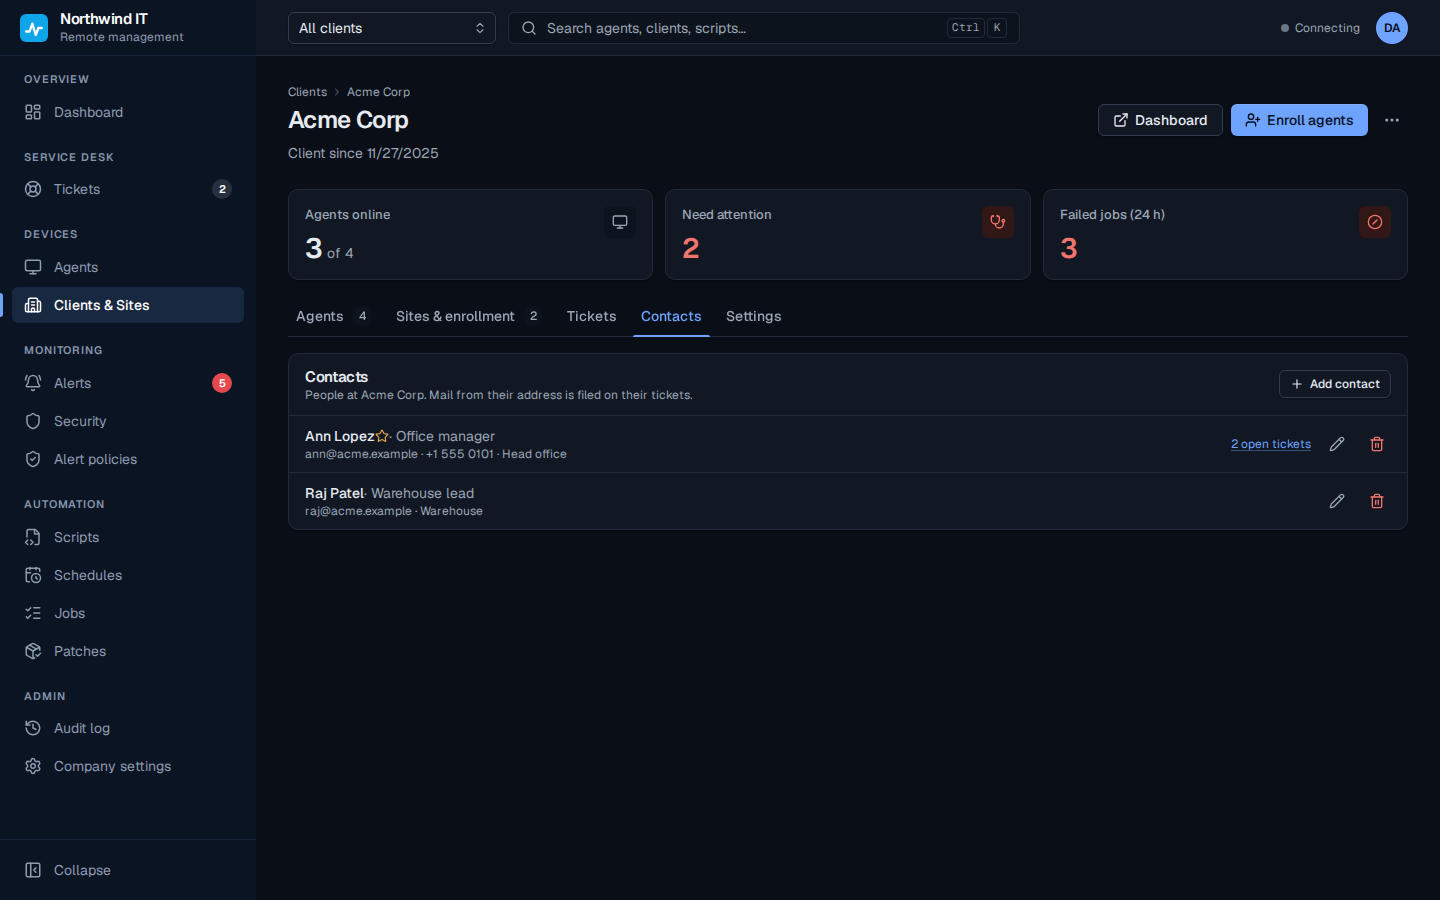 Northwind IT
Remote management
All clients
Search agents, clients, scripts...
Ctrl K
Connecting
DA
OVERVIEW
Dashboard
SERVICE DESK
Tickets 2
DEVICES
Agents
Clients & Sites
MONITORING
Alerts 5
Security
Alert policies
AUTOMATION
Scripts
Schedules
Jobs
Patches
ADMIN
Audit log
Company settings
Collapse
Clients > Acme Corp
Acme Corp
Client since 11/27/2025
Dashboard
Enroll agents
Agents online
3 of 4
Need attention
2
Failed jobs (24 h)
3
Agents 4 Sites & enrollment 2 Tickets Contacts Settings
Contacts
People at Acme Corp. Mail from their address is filed on their tickets.
Add contact
Ann Lopez · Office manager
ann@acme.example · +1 555 0101 · Head office
2 open tickets
Raj Patel · Warehouse lead
raj@acme.example · Warehouse